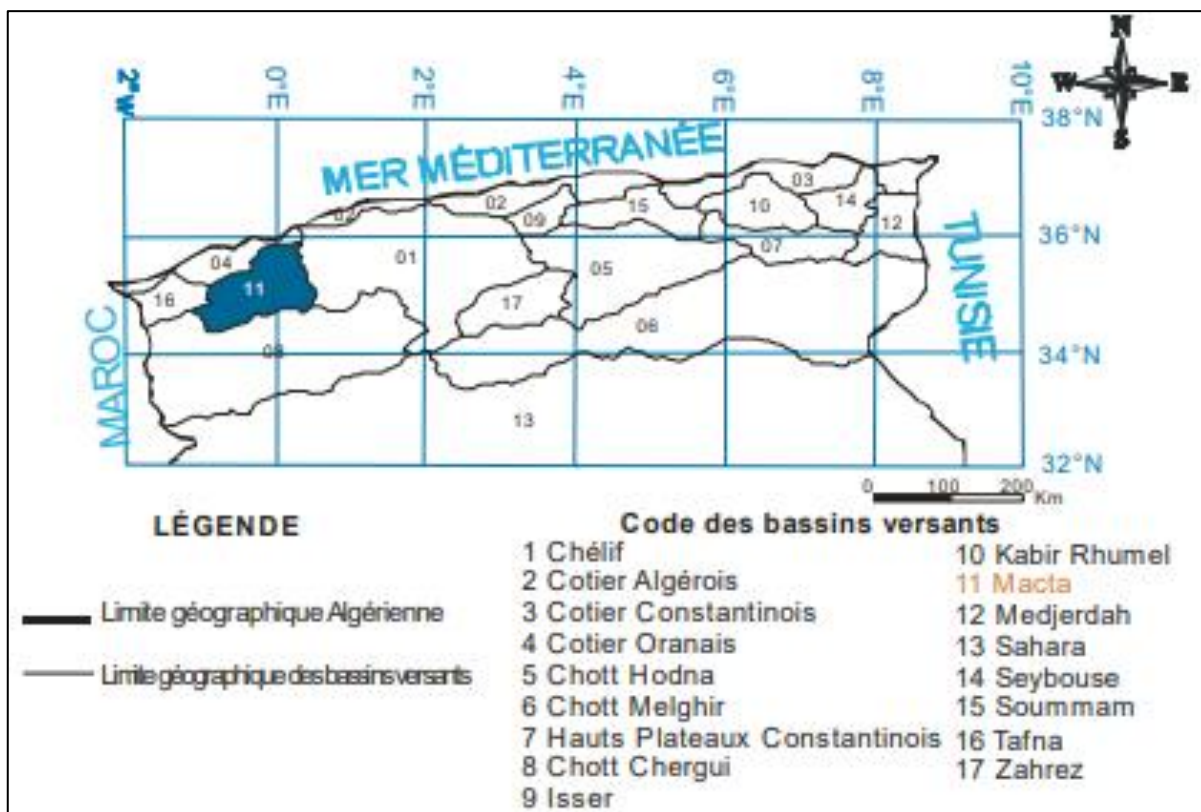 N
W E
S
2°W 0°E 2°E 4°E 6°E 8°E 10°E
38°N
36°N
34°N
32°N
MER MÉDITERRANÉE
MAROC
TUNISIE
03
02
02
15
10
14
09
12
04
01
07
05
16
11
17
06
13
0 100 200
Km
LÉGENDE
Limite géographique Algérienne
Limite géographique des bassins versants
Code des bassins versants
1 Chélif
2 Cotier Algérois
3 Cotier Constantinois
4 Cotier Oranais
5 Chott Hodna
6 Chott Melghir
7 Hauts Plateaux Constantinois
8 Chott Chergui
9 Isser
10 Kabir Rhumel
11 Macta
12 Medjerdah
13 Sahara
14 Seybouse
15 Soummam
16 Tafna
17 Zahrez